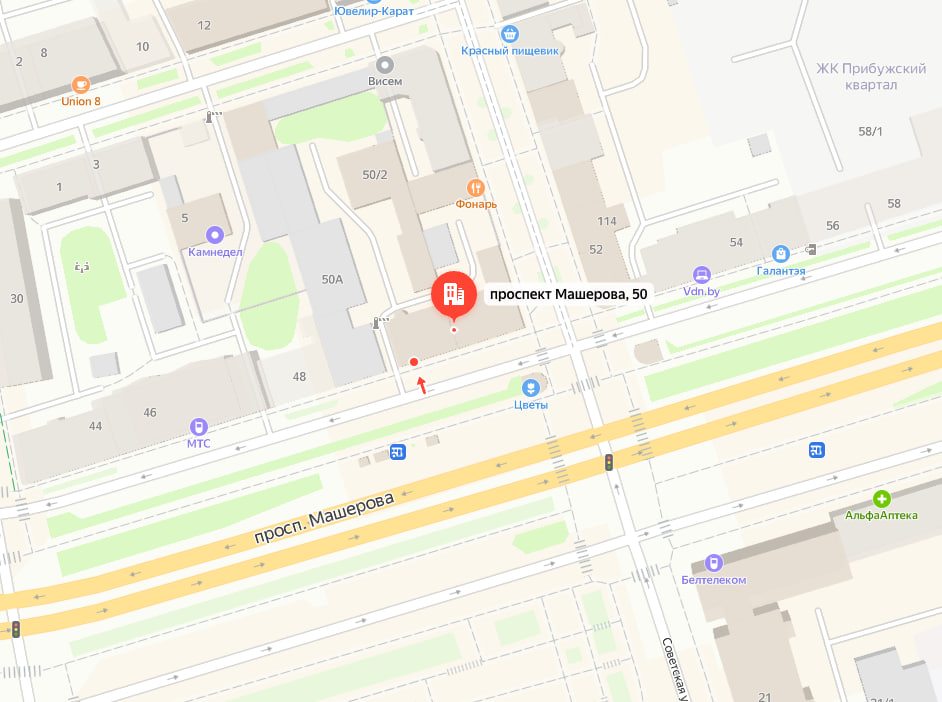 Ювелир-Карат
12
8
10
2
Красный пищевик
Висем
Union 8
ЖК Прибужский
квартал
58/1
3
1
50/2
5
Фонарь
Камнедел
114
52
58
56
54
Галантэя
Vdn.by
50А
30
проспект Машерова, 50
48
46
44
МТС
Цветы
просп. Машерова
АльфаАптека
Белтелеком
Советская у
21
21/1